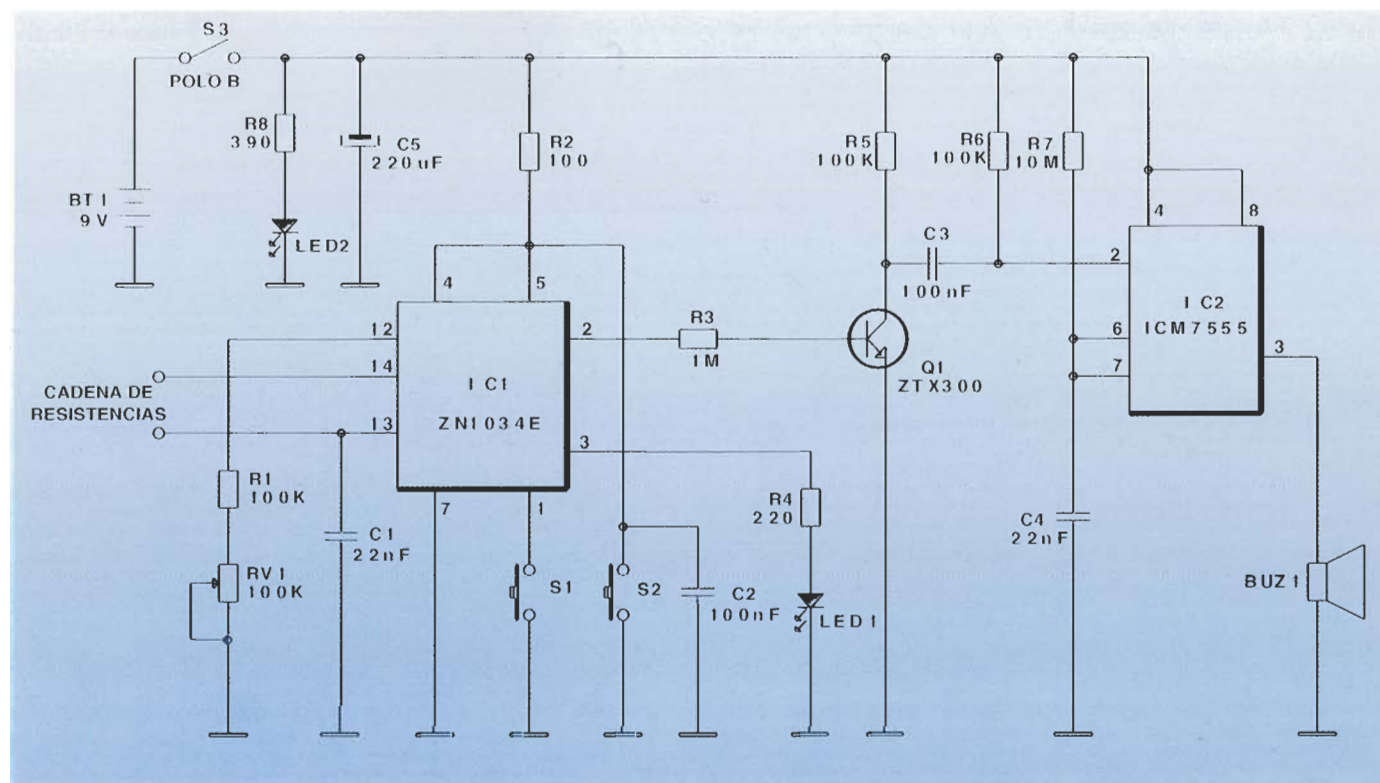 S3
POLO B
R8
390
C5
220uF
R2
100
R5
100K
R6
100K
R7
10M
BT1
9V
LED2
4
5
4
8
C3
100nF
2
IC2
ICM7555
12
2
R3
1M
6
3
14
Q1
ZTX300
7
CADENA DE
RESISTENCIAS
IC1
ZN1034E
13
3
R1
100K
7
1
R4
220
C1
22nF
C4
22nF
RV1
100K
S1
S2
C2
100nF
LED1
BUZ1